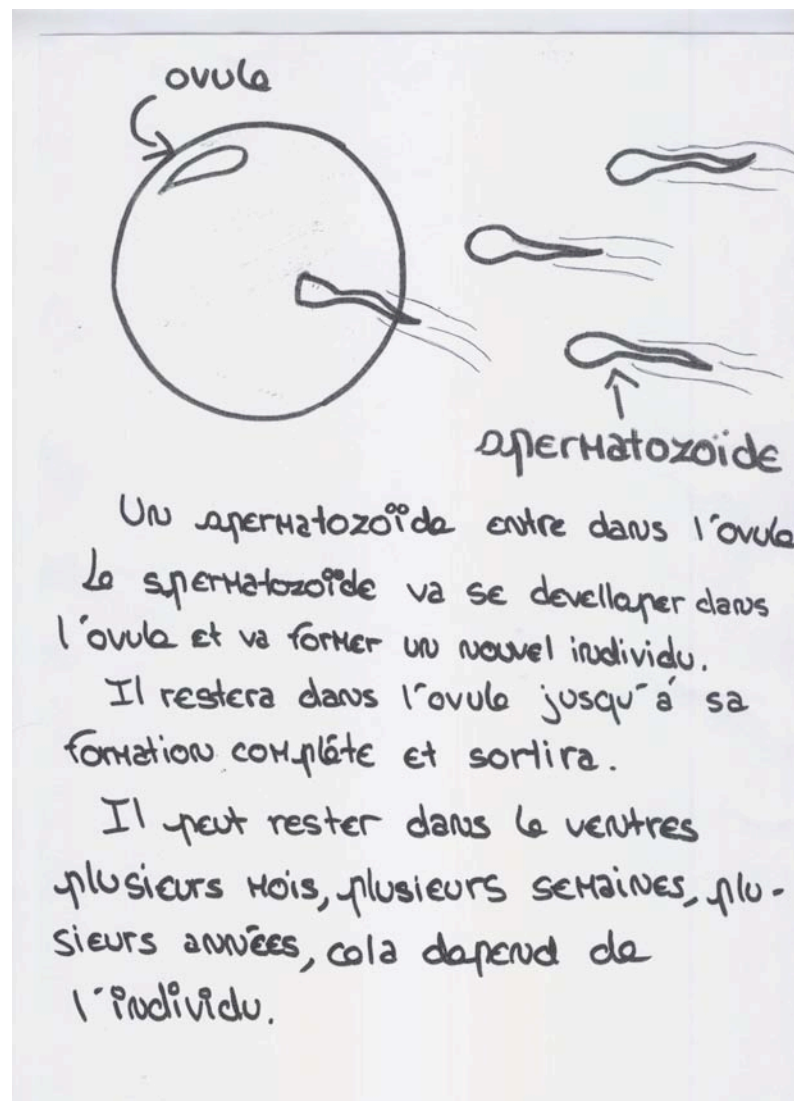 ovule
spermatozoïde
Un spermatozoïde entre dans l'ovule
Le spermatozoïde va se develloper dans
l'ovule et va former un nouvel individu.
Il restera dans l'ovule jusqu'á sa
formation compléte et sortira.
Il peut rester dans le ventres
plusieurs mois, plusieurs semaines, plu-
sieurs années, cela depend de
l'individu.